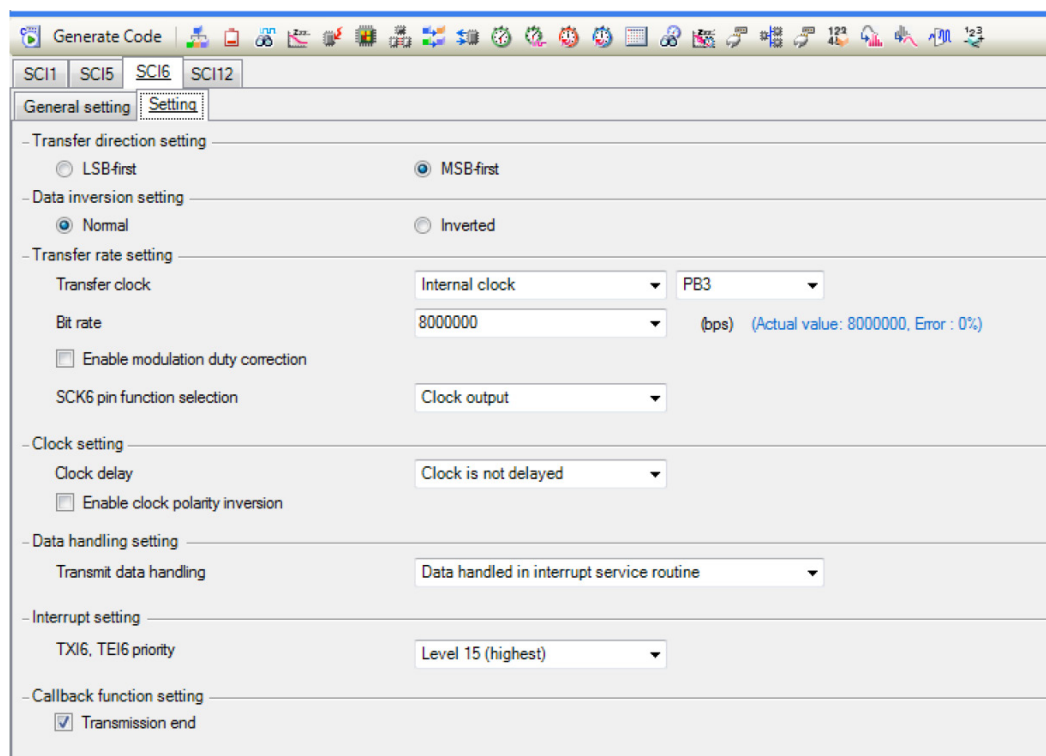 Generate Code
SCI1 SCI5 SCI6 SCI12
General setting Setting
Transfer direction setting
LSB-first MSB-first
Data inversion setting
Normal Inverted
Transfer rate setting
Transfer clock Internal clock PB3
Bit rate 8000000 (bps) (Actual value: 8000000, Error : 0%)
Enable modulation duty correction
SCK6 pin function selection Clock output
Clock setting
Clock delay Clock is not delayed
Enable clock polarity inversion
Data handling setting
Transmit data handling Data handled in interrupt service routine
Interrupt setting
TXI6, TEI6 priority Level 15 (highest)
Callback function setting
Transmission end